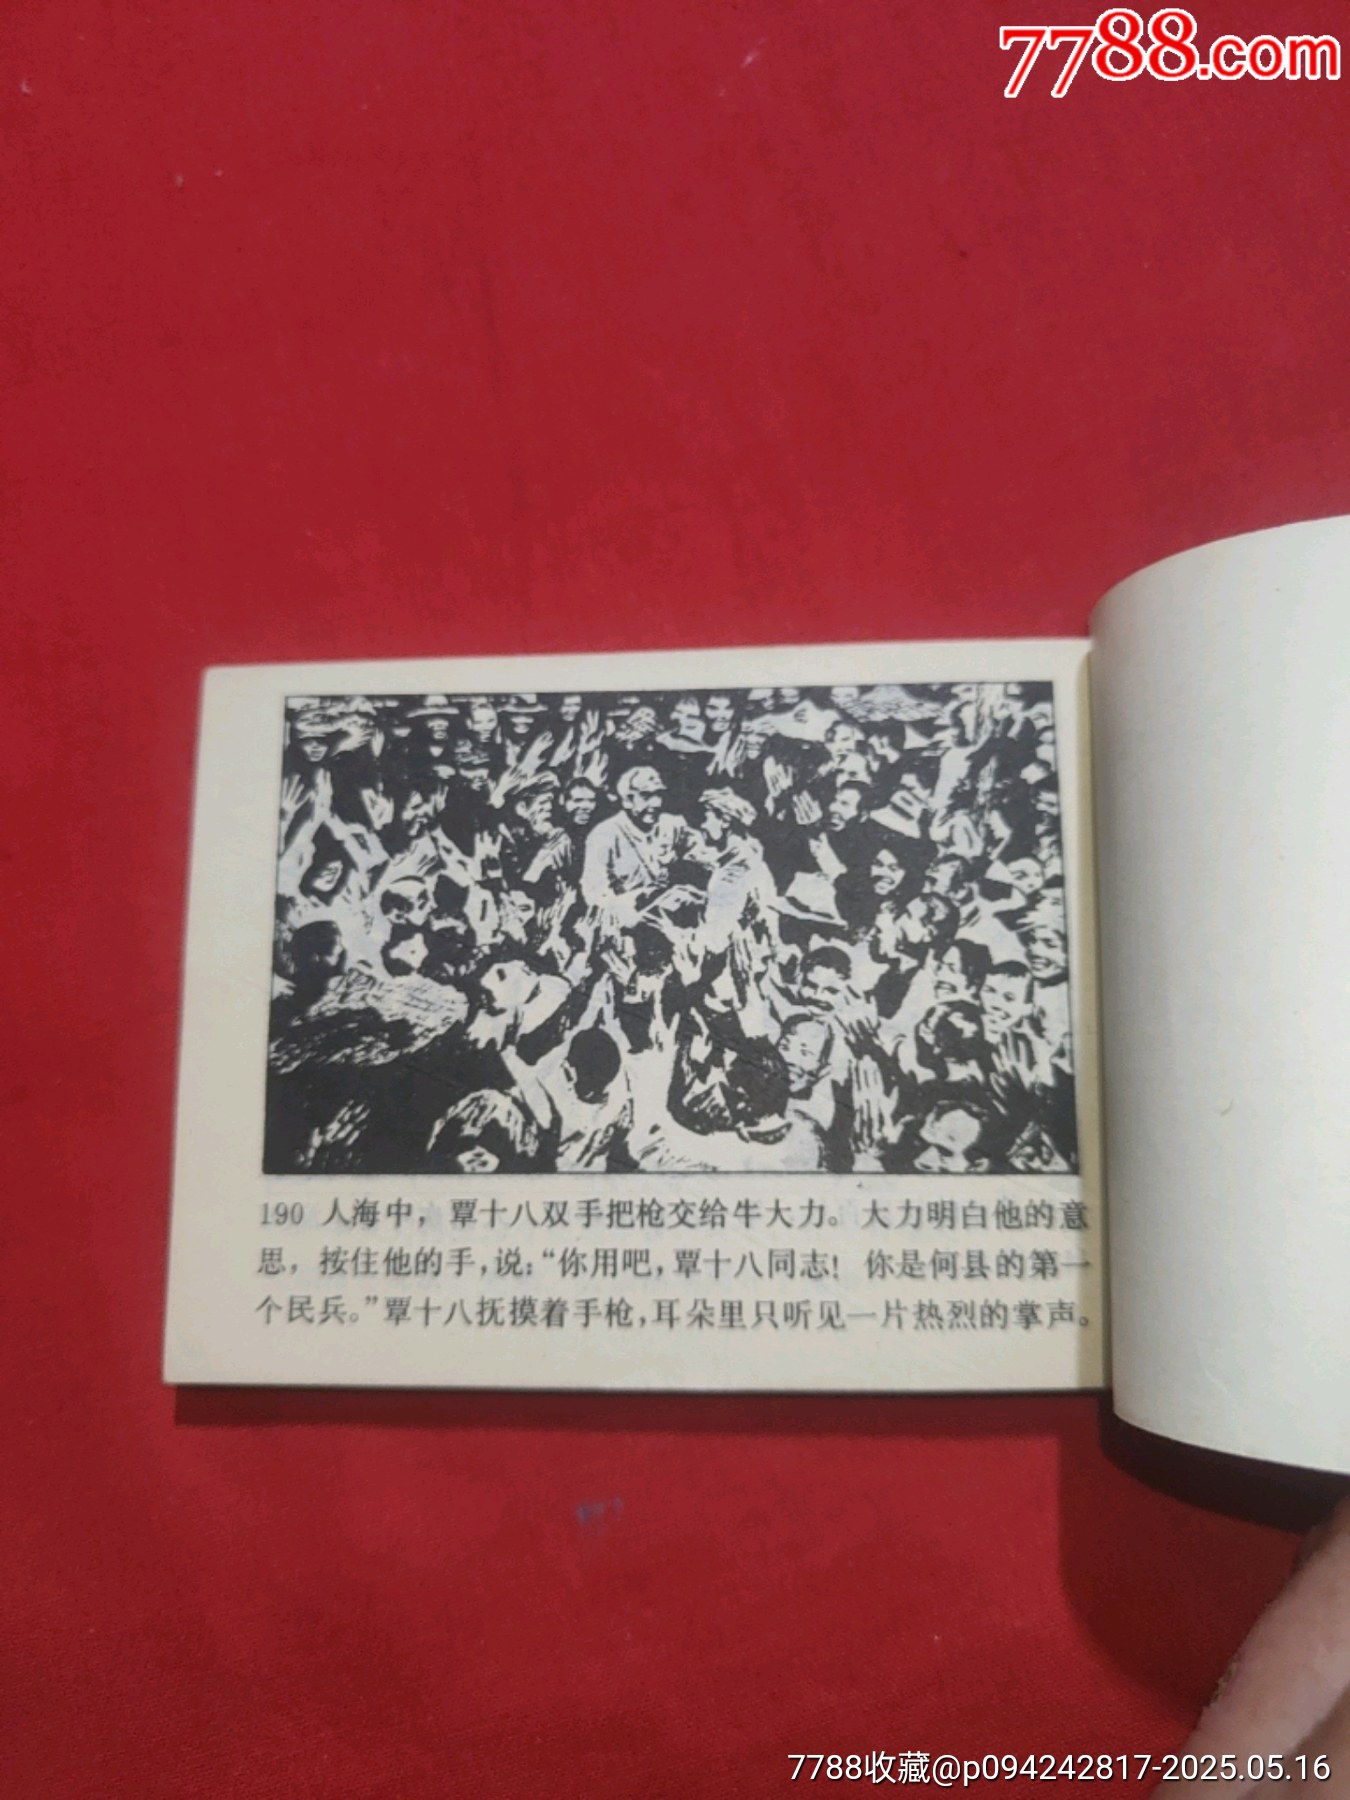 7788.com
190 人海中，覃十八双手把枪交给牛大力。大力明白他的意
思，按住他的手，说：“你用吧，覃十八同志！你是何县的第一
个民兵。”覃十八抚摸着手枪，耳朵里只听见一片热烈的掌声。
7788收藏@p094242817-2025.05.16